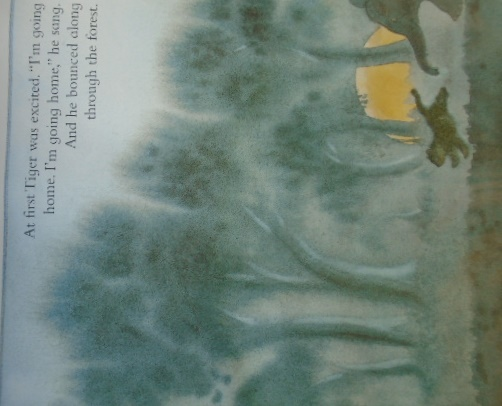 At first Tiger was excited. "I'm going
home. I'm going home," he sang.
And he bounced along
through the forest.